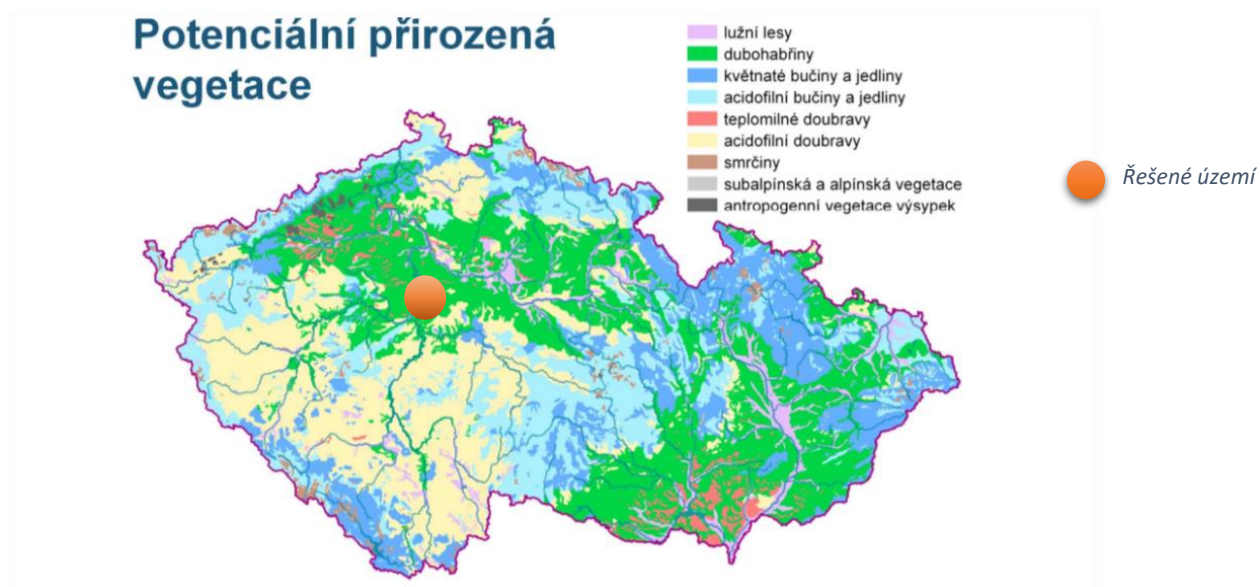 Potenciální přirozená
vegetace
lužní lesy
dubohabřiny
květnaté bučiny a jedliny
acidofilní bučiny a jedliny
teplomilné doubravy
acidofilní doubravy
smrčiny
subalpínská a alpínská vegetace
antropogenní vegetace výsypek
Řešené území